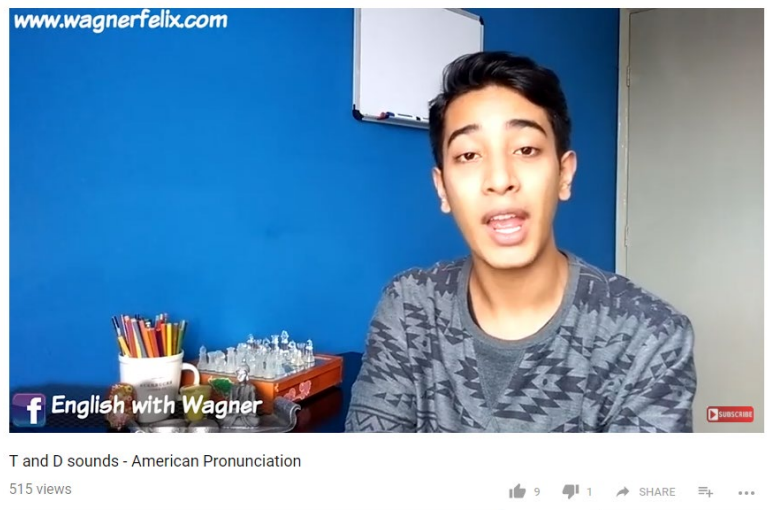 www.wagnerfelix.com
f English with Wagner
SUBSCRIBE
T and D sounds - American Pronunciation
515 views
9
1
SHARE